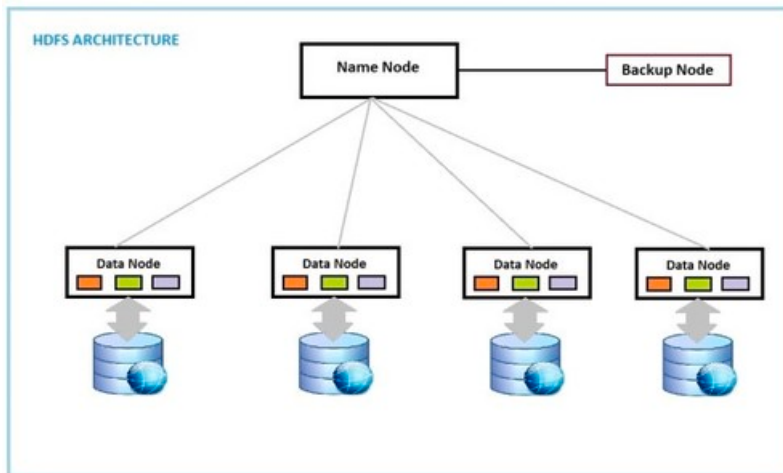 HDFS ARCHITECTURE
Name Node
Backup Node
Data Node
Data Node
Data Node
Data Node